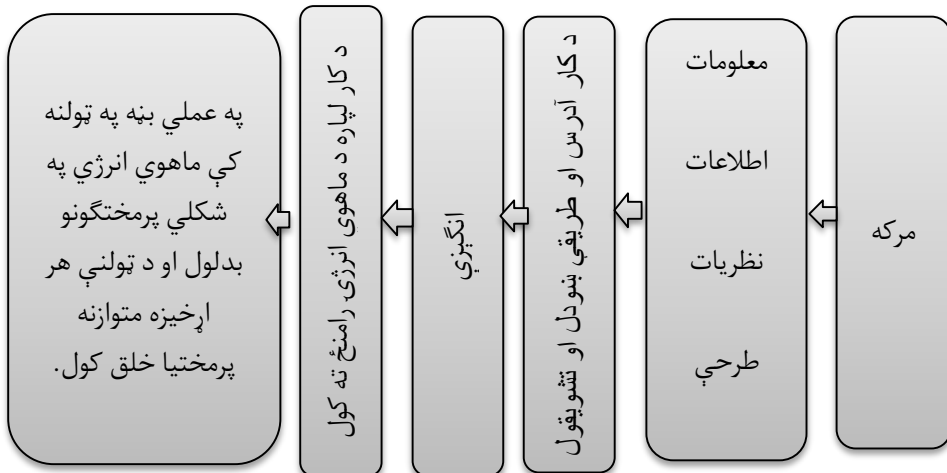 مرکه
معلومات
اطلاعات
نظریات
طرحې
د کار آدرس او طریقې ښودل او تشویقول
انګیزې
د کار لپاره د ماهوی انرژۍ رامنځ ته کول
په عملي بڼه په ټولنه
کې ماهوي انرژي په
شکلي پرمختګونو
بدلول او د ټولنې هر
اړخیزه متوازنه
پرمختیا خلق کول.